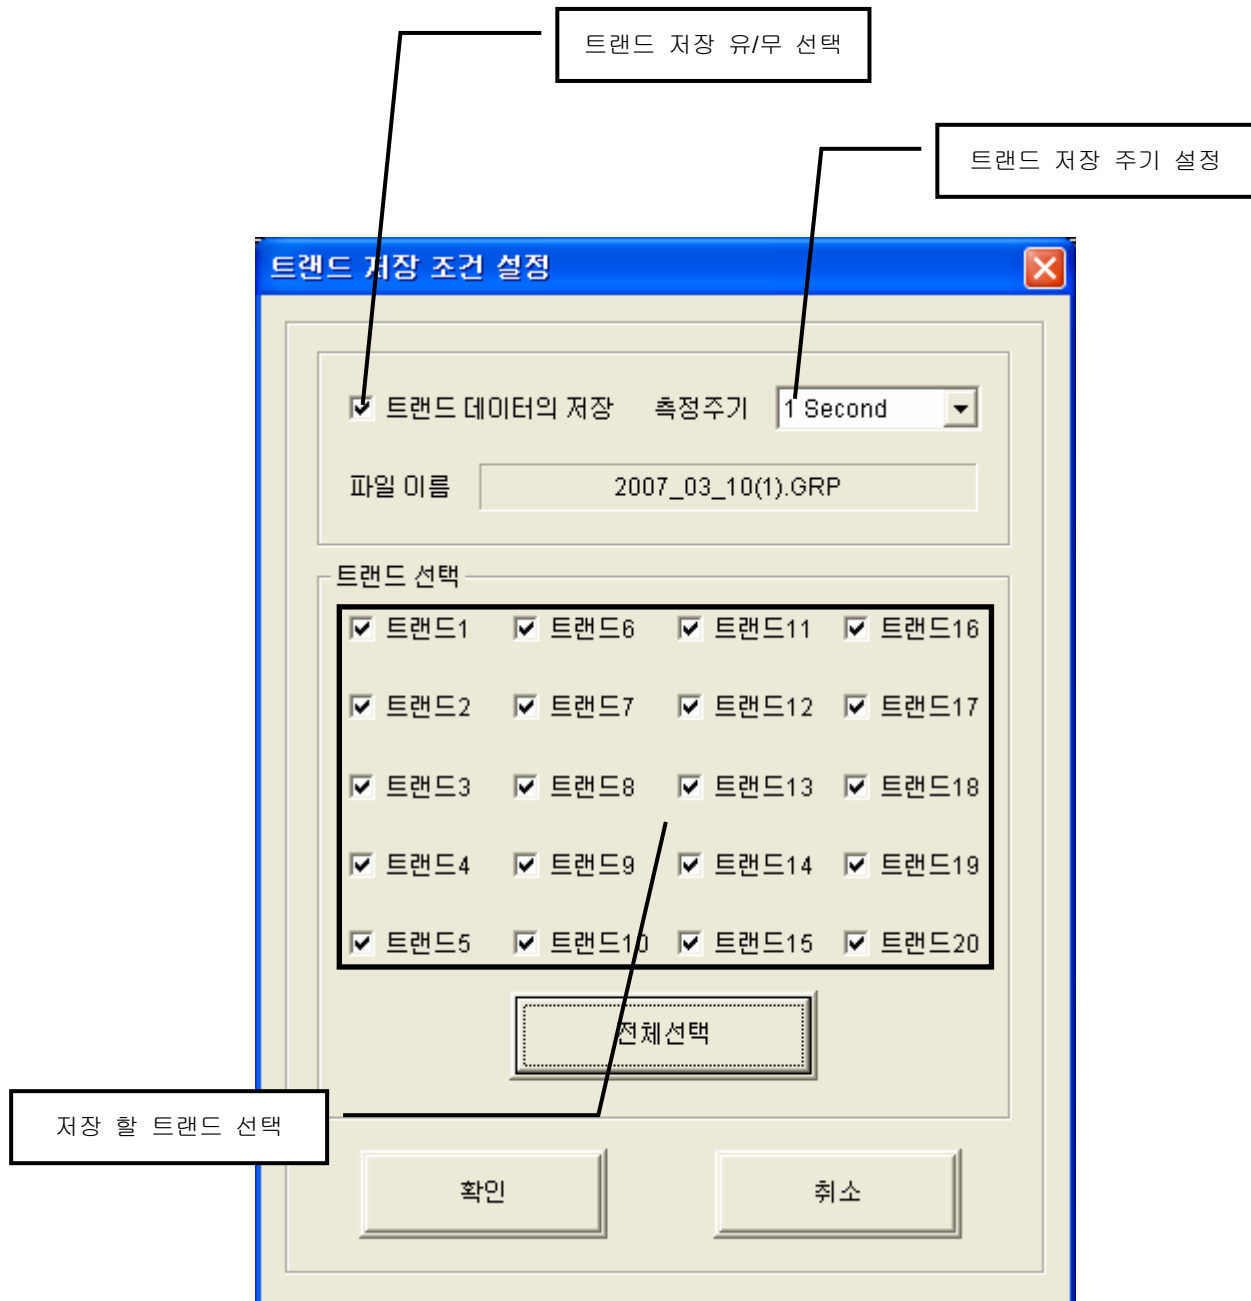 트랜드 저장 유/무 선택
트랜드 저장 주기 설정
트랜드 저장 조건 설정
트랜드 데이터의 저장 측정주기 1 Second
파일 이름 2007_03_10(1).GRP
트랜드 선택
트랜드1 트랜드6 트랜드11 트랜드16
트랜드2 트랜드7 트랜드12 트랜드17
트랜드3 트랜드8 트랜드13 트랜드18
트랜드4 트랜드9 트랜드14 트랜드19
트랜드5 트랜드10 트랜드15 트랜드20
전체선택
저장 할 트랜드 선택
확인 취소